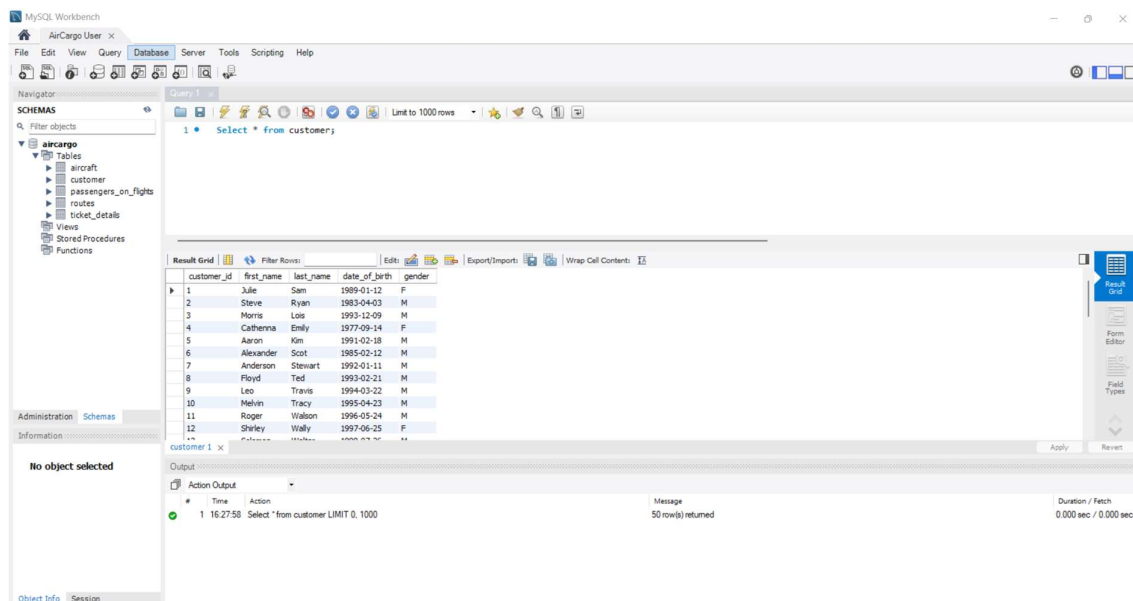 MySQL Workbench
AirCargo User
File Edit View Query Database Server Tools Scripting Help
Navigator
SCHEMAS
Filter objects
aircargo
Tables
aircraft
customer
passengers_on_flights
routes
ticket_details
Views
Stored Procedures
Functions
Administration Schemas
Information
No object selected
Object Info Session
Query 1
Limit to 1000 rows
1 Select * from customer;
Result Grid Filter Rows: Edit: Export/Import: Wrap Cell Content:
customer_id first_name last_name date_of_birth gender
1 Julie Sam 1989-01-12 F
2 Steve Ryan 1983-04-03 M
3 Morris Lois 1993-12-09 M
4 Cathenna Emily 1977-09-14 F
5 Aaron Kim 1991-02-18 M
6 Alexander Scot 1985-02-12 M
7 Anderson Stewart 1992-01-11 M
8 Floyd Ted 1993-02-21 M
9 Leo Travis 1994-03-22 M
10 Melvin Tracy 1995-04-23 M
11 Roger Walson 1996-05-24 M
12 Shirley Wally 1997-06-25 F
Result
Grid
Form
Editor
Field
Types
customer 1
Apply Revert
Output
Action Output
# Time Action Message Duration / Fetch
1 16:27:58 Select * from customer LIMIT 0, 1000 50 row(s) returned 0.000 sec / 0.000 sec